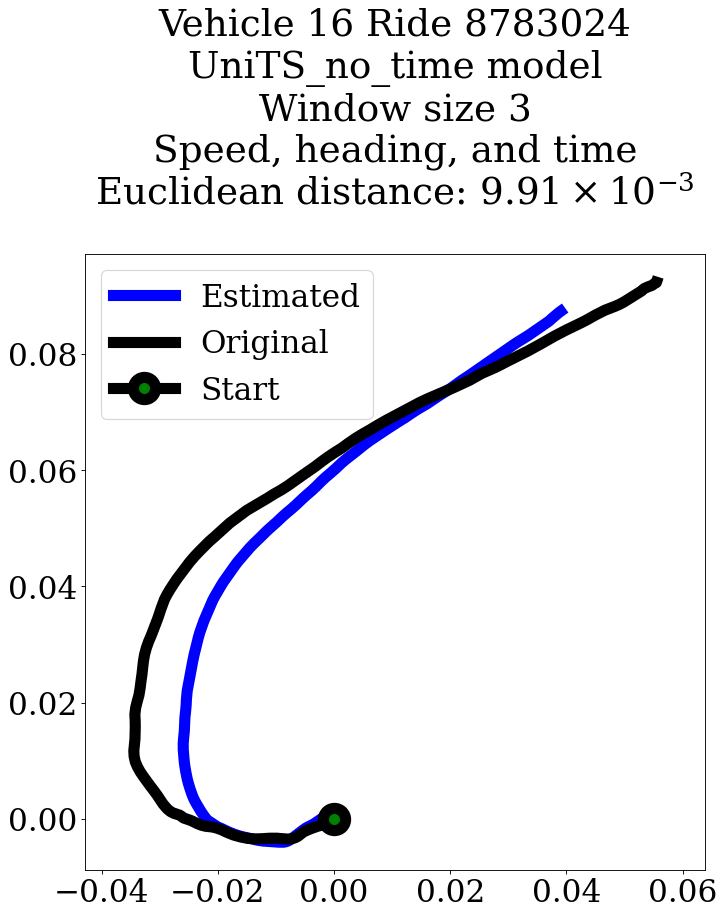 Vehicle 16 Ride 8783024
UniTS_no_time model
Window size 3
Speed, heading, and time
Euclidean distance: 9.91 × 10⁻³
Estimated
Original
Start
0.08
0.06
0.04
0.02
0.00
−0.04 −0.02 0.00 0.02 0.04 0.06